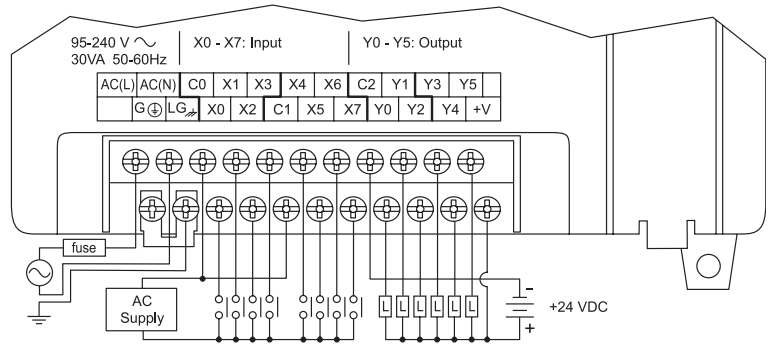 95-240 V ∿ X0 - X7: Input Y0 - Y5: Output
30VA 50-60Hz
AC(L) AC(N) C0 X1 X3 X4 X6 C2 Y1 Y3 Y5
G LG X0 X2 C1 X5 X7 Y0 Y2 Y4 +V
fuse
AC
Supply
L L L L L L
-
+24 VDC
+